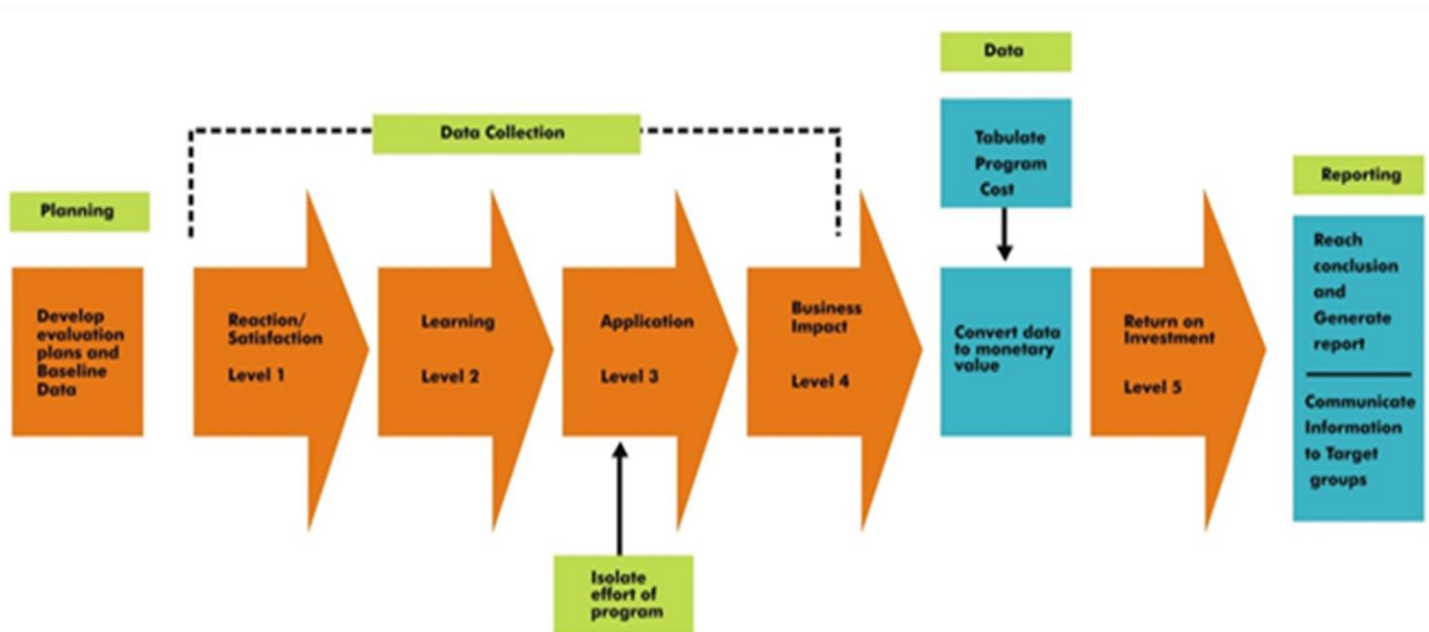 Planning
Develop
evaluation
plans and
Baseline
Data
Data Collection
Reaction/
Satisfaction
Level 1
Learning
Level 2
Application
Level 3
Isolate
effort of
program
Business
Impact
Level 4
Data
Tabulate
Program
Cost
Convert data
to monetary
value
Return on
Investment
Level 5
Reporting
Reach
conclusion
and
Generate
report
Communicate
Information
to Target
groups